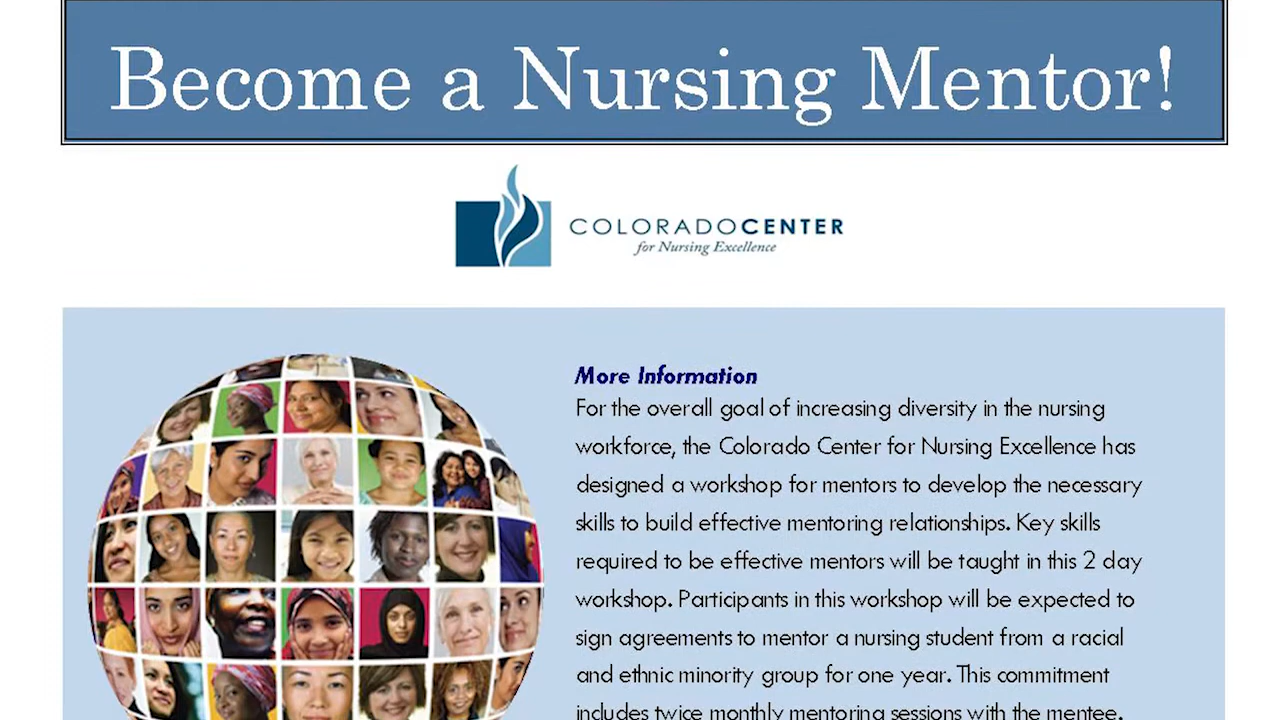 Become a Nursing Mentor!
COLORADOCENTER
for Nursing Excellence
More Information
For the overall goal of increasing diversity in the nursing
workforce, the Colorado Center for Nursing Excellence has
designed a workshop for mentors to develop the necessary
skills to build effective mentoring relationships. Key skills
required to be effective mentors will be taught in this 2 day
workshop. Participants in this workshop will be expected to
sign agreements to mentor a nursing student from a racial
and ethnic minority group for one year. This commitment
includes twice monthly mentoring sessions with the mentee.